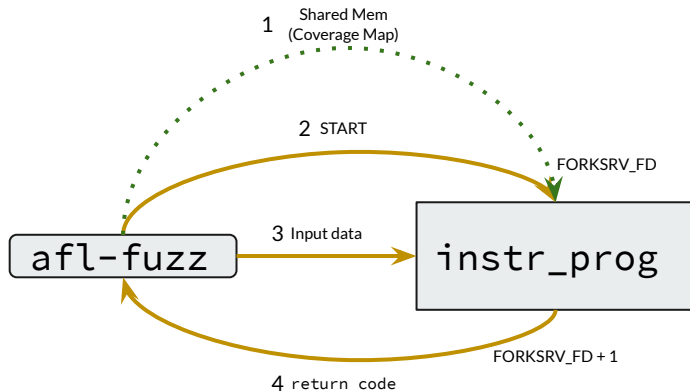 1 Shared Mem
(Coverage Map)
2 START
FORKSRV_FD
3 Input data
afl-fuzz
instr_prog
FORKSRV_FD + 1
4 return code